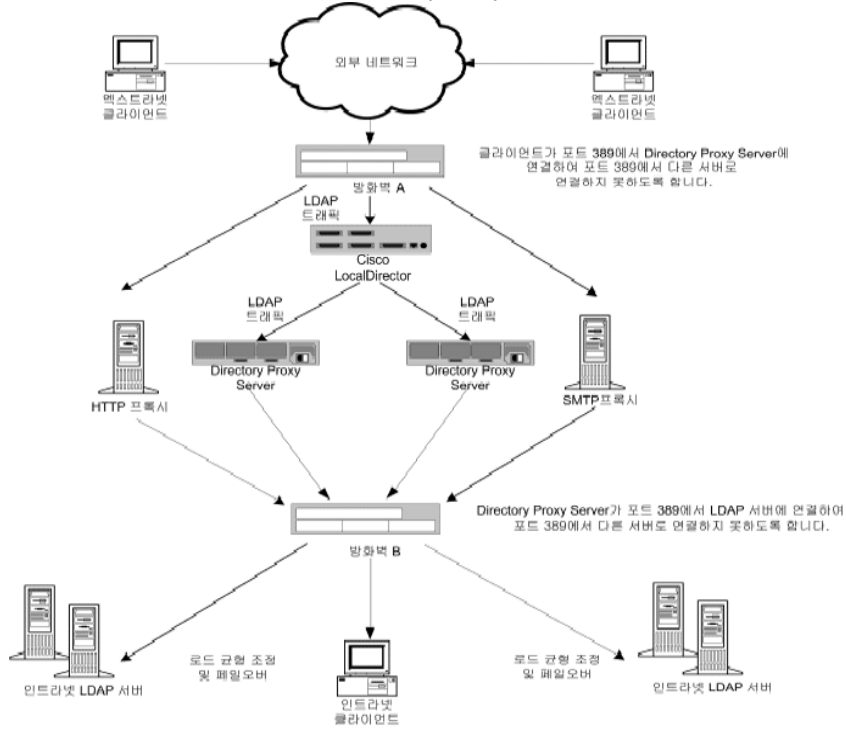 외부 네트워크
엑스트라넷
클라이언트
엑스트라넷
클라이언트
클라이언트가 포트 389에서 Directory Proxy Server에
연결하여 포트 389에서 다른 서버로
연결하지 못하도록 합니다.
방화벽 A
LDAP
트래픽
Cisco
LocalDirector
LDAP
트래픽
LDAP
트래픽
HTTP 프록시
Directory Proxy
Server
Directory Proxy
Server
SMTP프록시
Directory Proxy Server가 포트 389에서 LDAP 서버에 연결하여
포트 389에서 다른 서버로 연결하지 못하도록 합니다.
방화벽 B
로드 균형 조정
및 페일오버
로드 균형 조정
및 페일오버
인트라넷 LDAP 서버
인트라넷
클라이언트
인트라넷 LDAP 서버